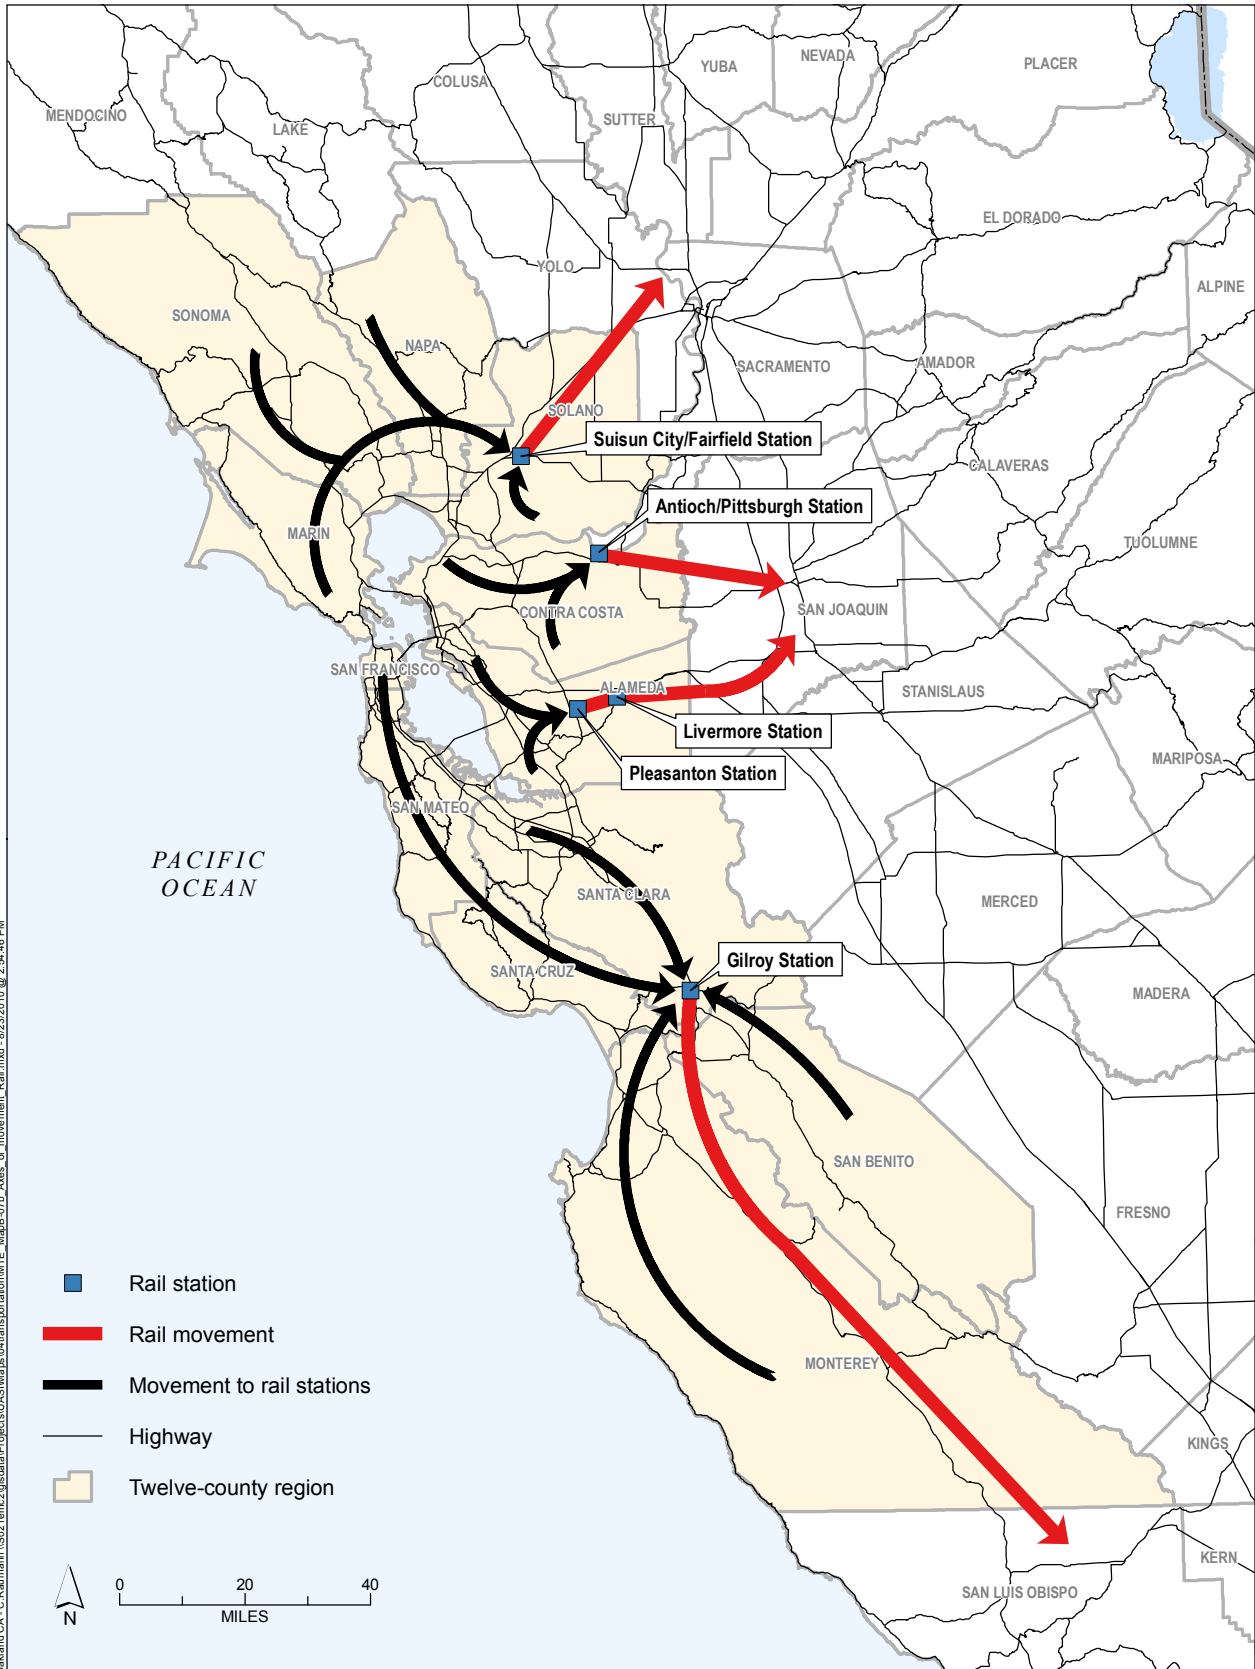 MENDOCINO
LAKE
COLUSA
SUTTER
YUBA
NEVADA
PLACER
EL DORADO
YOLO
ALPINE
SONOMA
NAPA
SACRAMENTO
AMADOR
SOLANO
Suisun City/Fairfield Station
CALAVERAS
Antioch/Pittsburgh Station
MARIN
TUOLUMNE
CONTRA COSTA
SAN JOAQUIN
SAN FRANCISCO
ALAMEDA
STANISLAUS
Livermore Station
MARIPOSA
Pleasanton Station
SAN MATEO
PACIFIC
OCEAN
SANTA CLARA
MERCED
Gilroy Station
SANTA CRUZ
MADERA
SAN BENITO
FRESNO
MONTEREY
KINGS
KERN
SAN LUIS OBISPO
Rail station
Rail movement
Movement to rail stations
Highway
Twelve-county region
0 20 40
MILES
N